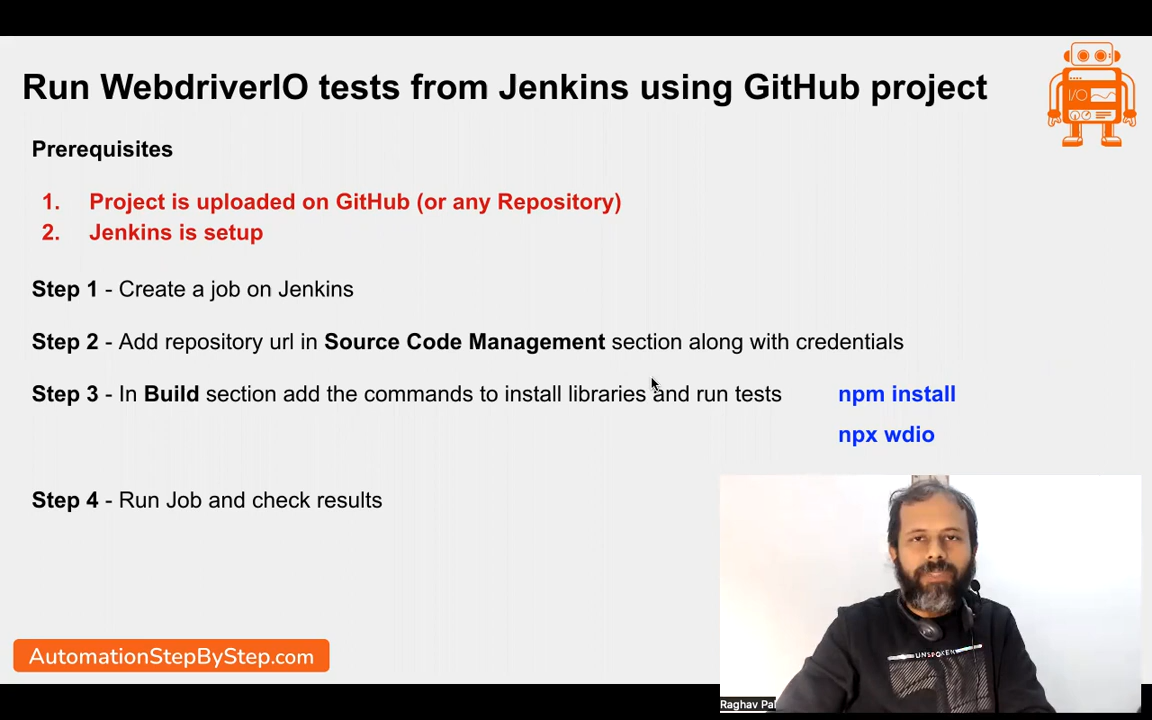 Run WebdriverIO tests from Jenkins using GitHub project
I/O
Prerequisites
1. Project is uploaded on GitHub (or any Repository)
2. Jenkins is setup
Step 1 - Create a job on Jenkins
Step 2 - Add repository url in Source Code Management section along with credentials
Step 3 - In Build section add the commands to install libraries and run tests npm install
npx wdio
Step 4 - Run Job and check results
UNSPOKEN
AutomationStepByStep.com
Raghav Pal